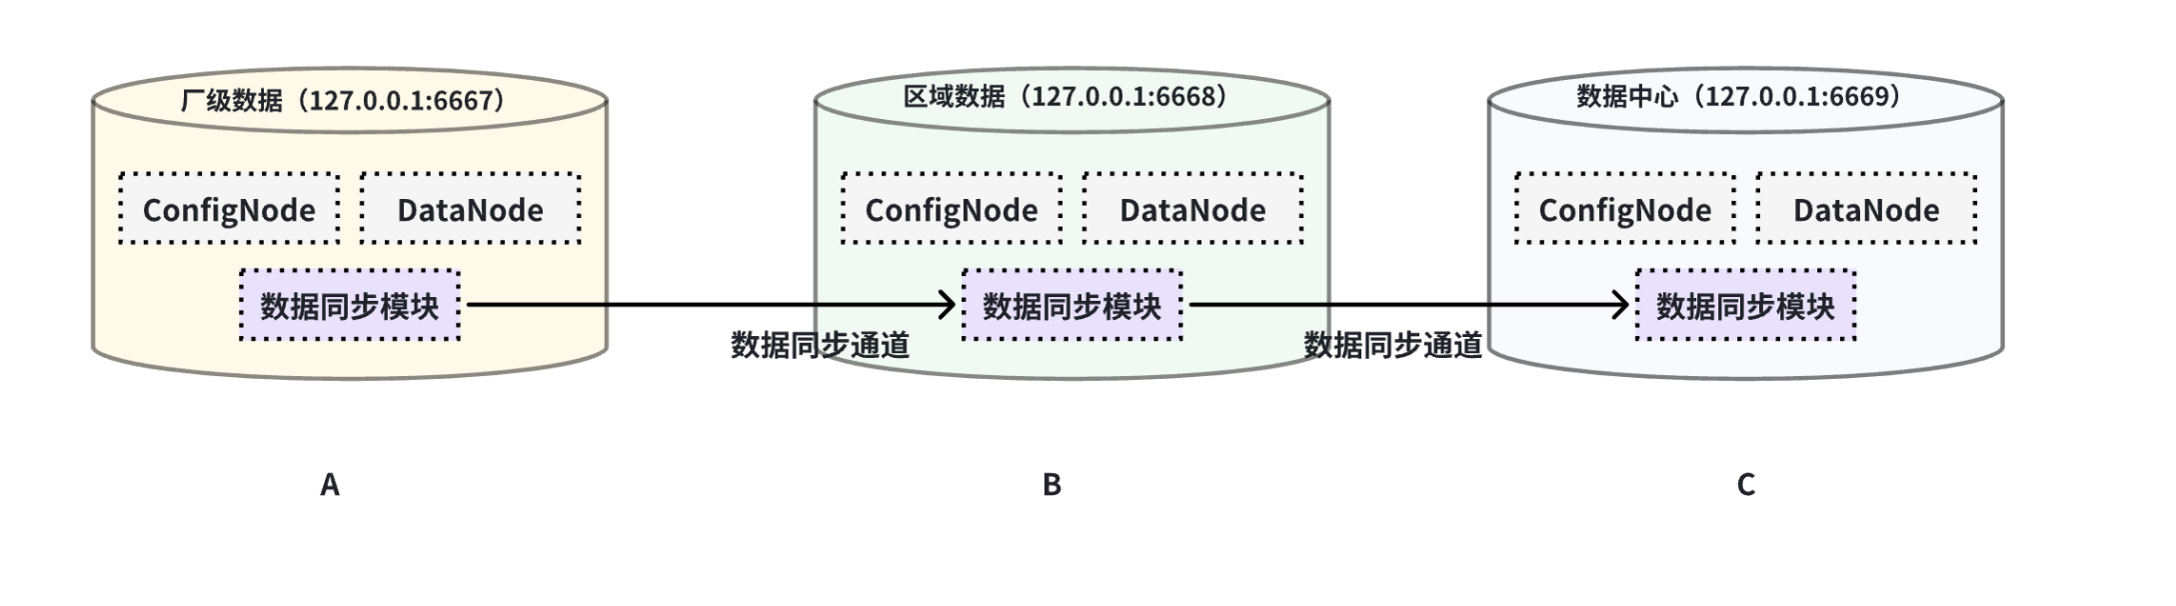 厂级数据（127.0.0.1:6667）
区域数据（127.0.0.1:6668）
数据中心（127.0.0.1:6669）
ConfigNode
DataNode
ConfigNode
DataNode
ConfigNode
DataNode
数据同步模块
数据同步模块
数据同步模块
数据同步通道
数据同步通道
A
B
C